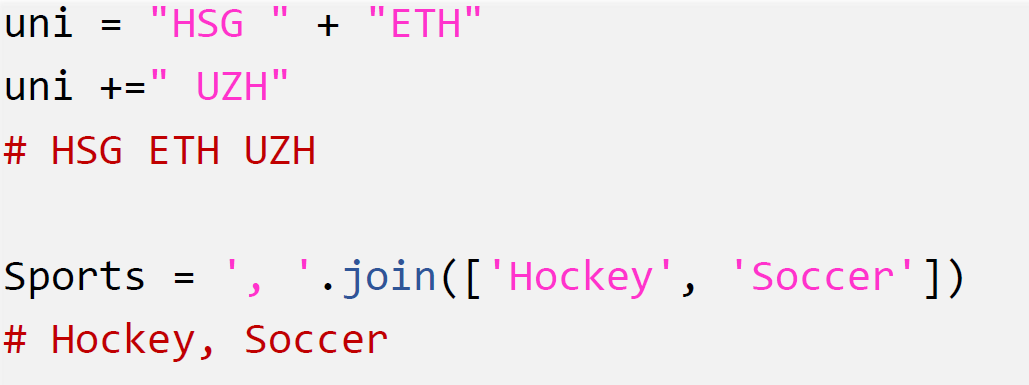 uni = "HSG " + "ETH"
uni +=" UZH"
# HSG ETH UZH
Sports = ', '.join(['Hockey', 'Soccer'])
# Hockey, Soccer